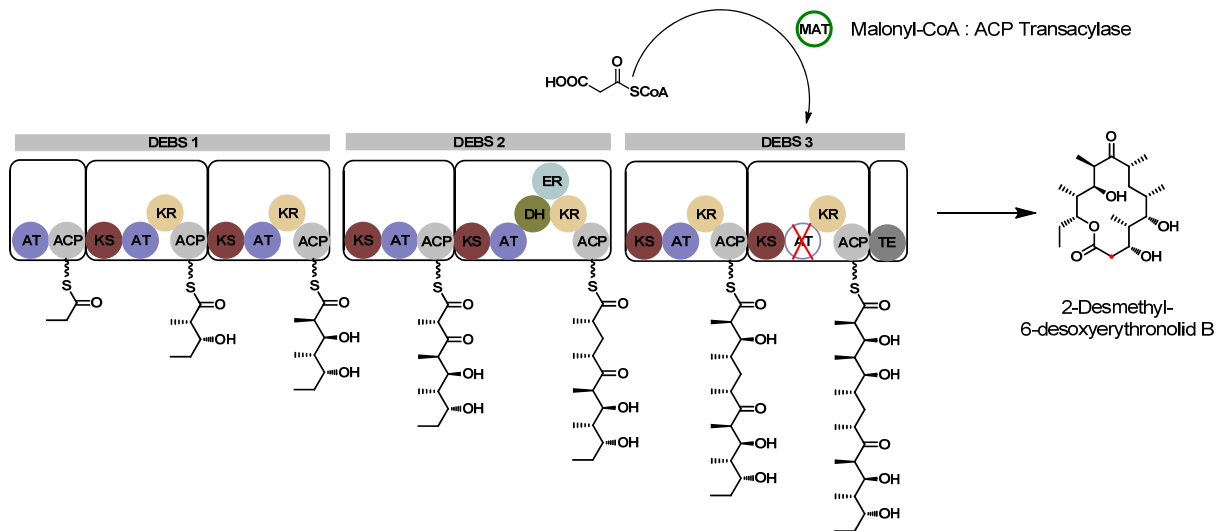 MAT Malonyl-CoA : ACP Transacylase
O
HOOC SCoA
DEBS 1 DEBS 2 DEBS 3
O
ER
KR KR DH KR KR KR
OH
AT ACP KS AT ACP KS AT ACP KS AT ACP KS AT ACP KS AT ACP KS AT ACP TE
O
OH
OH
O
S S S S S S S
O O O O O O O
2-Desmethyl-
6-desoxyerythronolid B
OH OH O OH OH
OH OH O OH
OH O
OH OH O
OH OH O
OH OH
OH